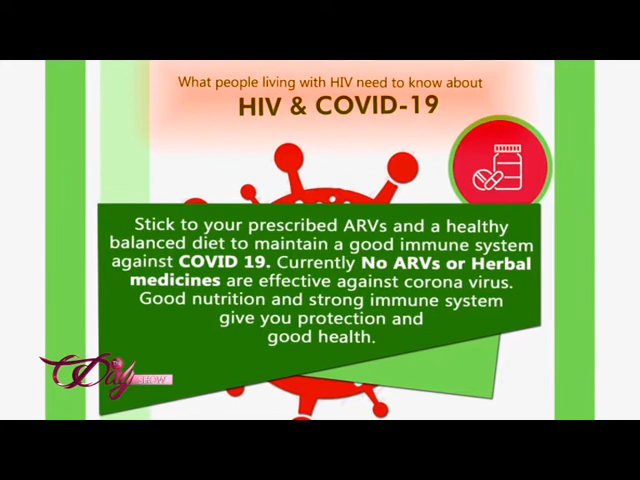 What people living with HIV need to know about
HIV & COVID-19
Stick to your prescribed ARVs and a healthy
balanced diet to maintain a good immune system
against COVID 19. Currently No ARVs or Herbal
medicines are effective against corona virus.
Good nutrition and strong immune system
give you protection and
good health.
THE
Day
SHOW